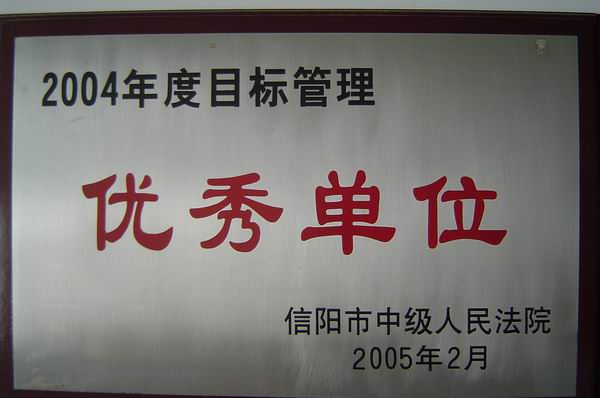 2004年度目标管理
优秀单位
信阳市中级人民法院
2005年2月